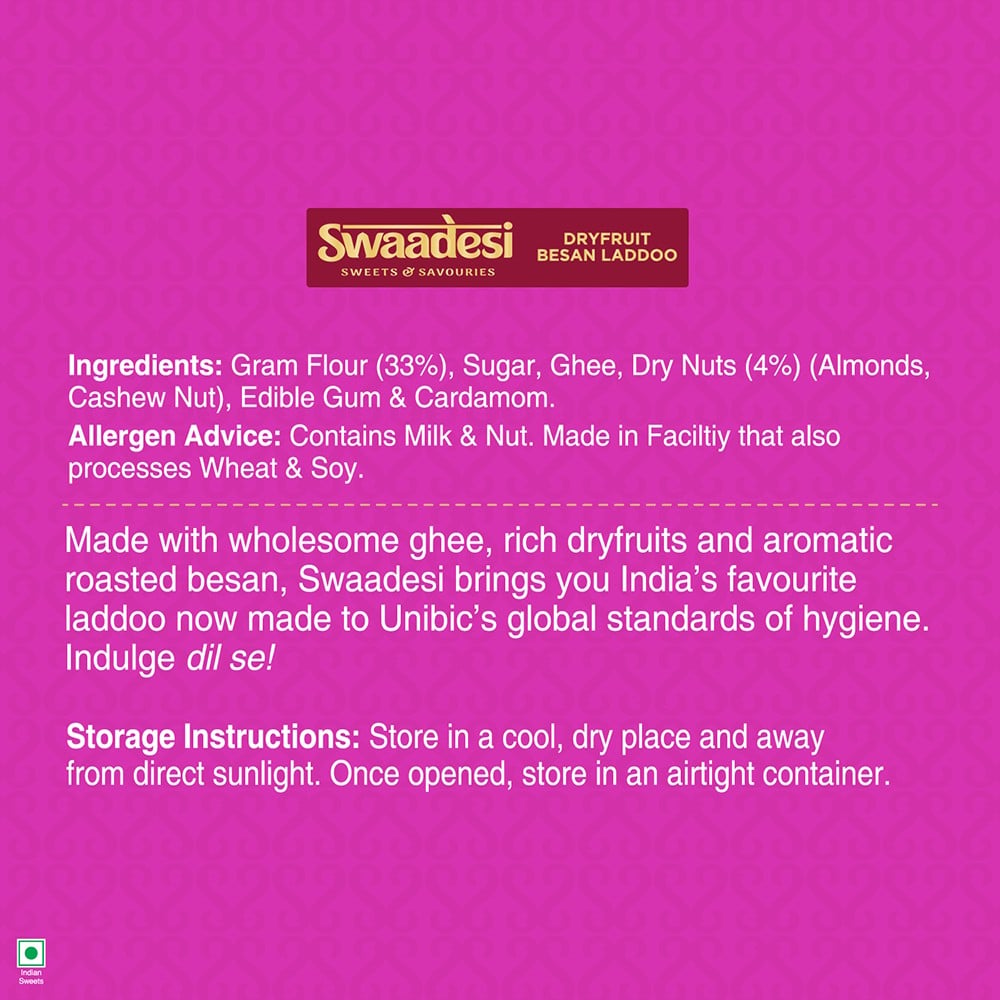 Swaadesi
SWEETS & SAVOURIES
DRYFRUIT
BESAN LADDOO
Ingredients: Gram Flour (33%), Sugar, Ghee, Dry Nuts (4%) (Almonds,
Cashew Nut), Edible Gum & Cardamom.
Allergen Advice: Contains Milk & Nut. Made in Faciltiy that also
processes Wheat & Soy.
Made with wholesome ghee, rich dryfruits and aromatic
roasted besan, Swaadesi brings you India's favourite
laddoo now made to Unibic's global standards of hygiene.
Indulge dil se!
Storage Instructions: Store in a cool, dry place and away
from direct sunlight. Once opened, store in an airtight container.
Indian
Sweets